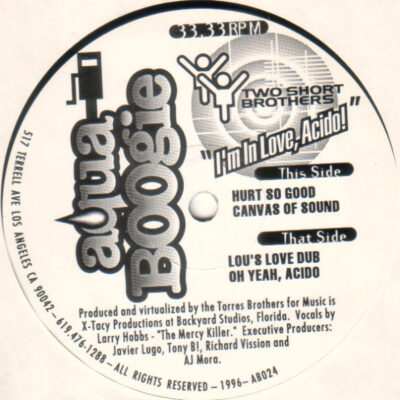 33.33 RPM
aqua
Boogie
TWO SHORT
BROTHERS
"I'm In Love, Acido!"
This Side
HURT SO GOOD
CANVAS OF SOUND
That Side
LOU'S LOVE DUB
OH YEAH, ACIDO
Produced and virtualized by the Torres Brothers for Music is
X-Tacy Productions at Backyard Studios, Florida. Vocals by
Larry Hobbs - "The Mercy Killer." Executive Producers:
Javier Lugo, Tony B!, Richard Vission and
AJ Mora.
517 TERRELL AVE LOS ANGELES CA 90042 - 619.476-1288 - ALL RIGHTS RESERVED - 1996 - AB024